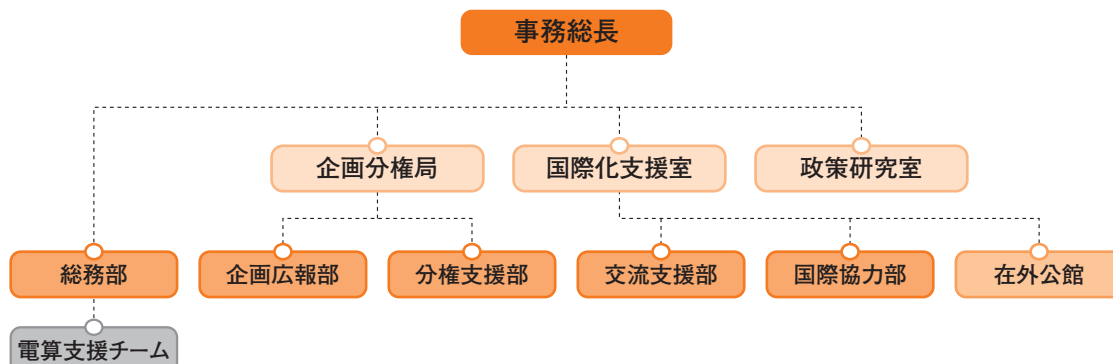 事務総長
企画分権局
国際化支援室
政策研究室
総務部
企画広報部
分権支援部
交流支援部
国際協力部
在外公館
電算支援チーム